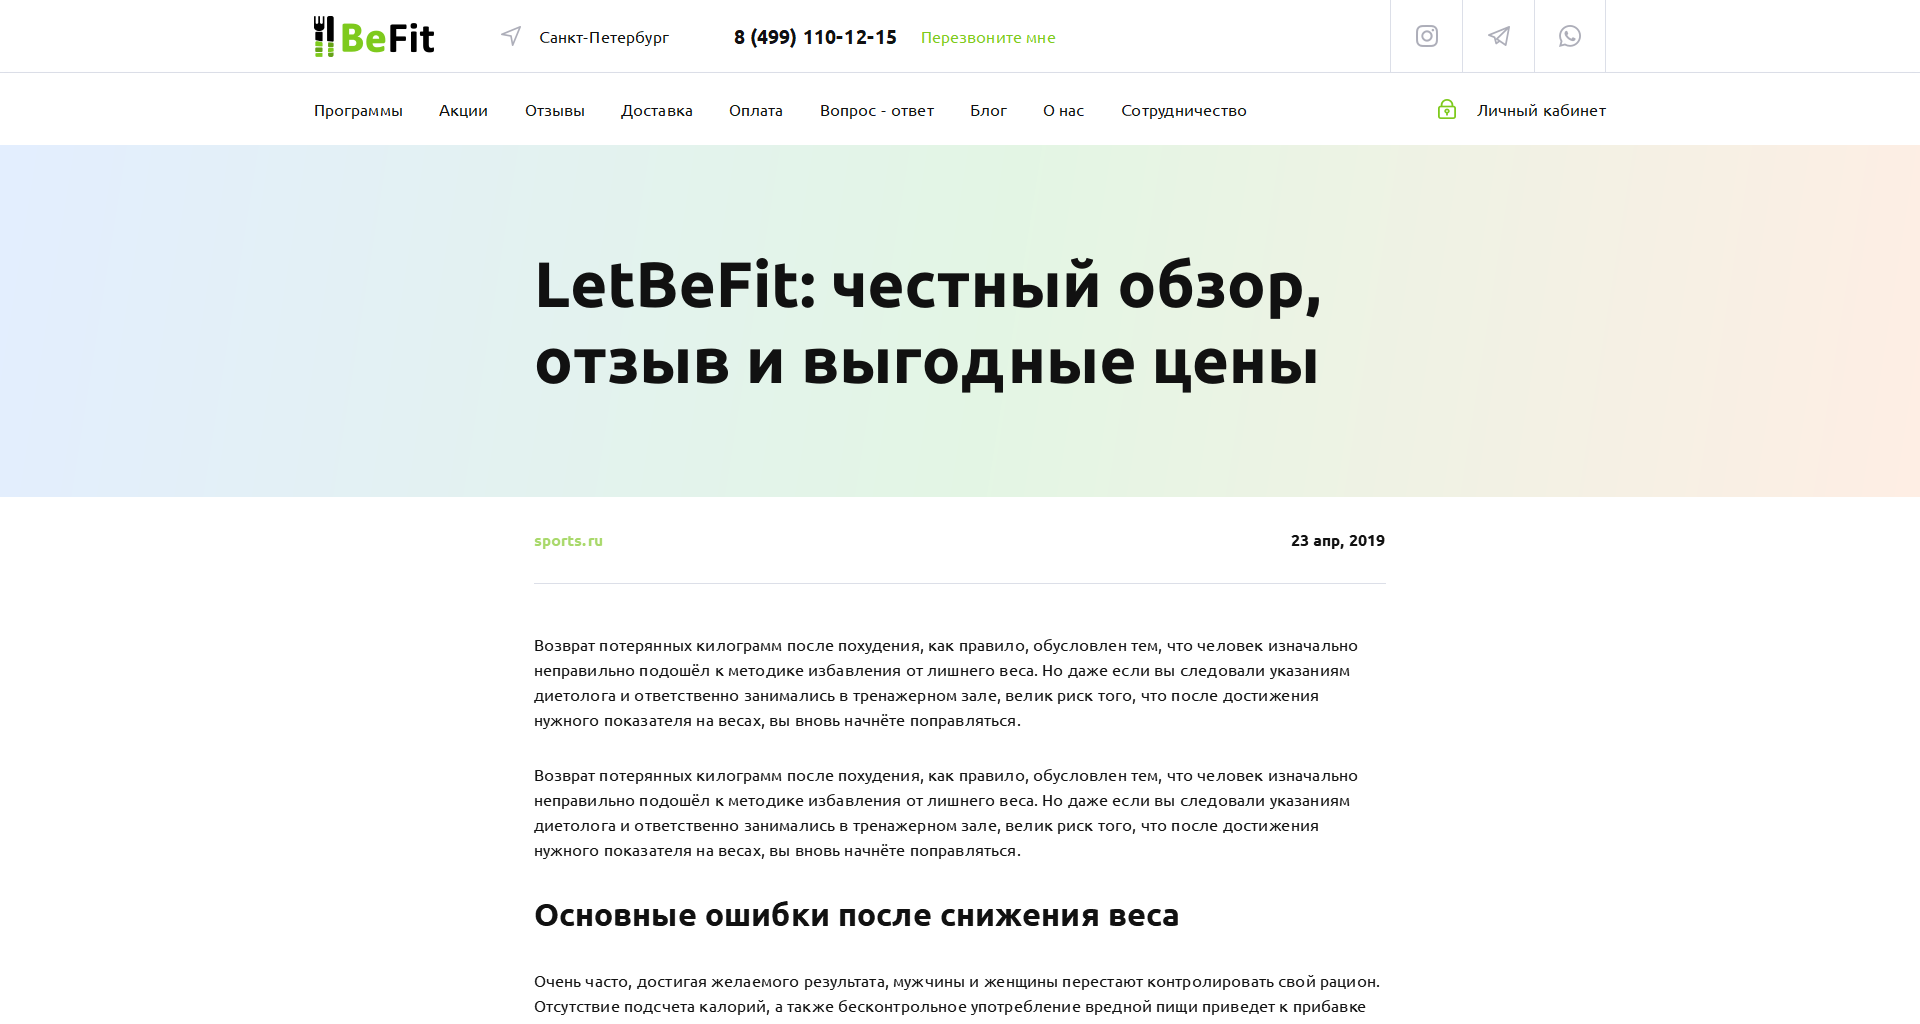 BeFit
Санкт-Петербург
8 (499) 110-12-15
Перезвоните мне
Программы
Акции
Отзывы
Доставка
Оплата
Вопрос - ответ
Блог
О нас
Сотрудничество
Личный кабинет
LetBeFit: честный обзор,
отзыв и выгодные цены
sports.ru
23 апр, 2019
Возврат потерянных килограмм после похудения, как правило, обусловлен тем, что человек изначально
неправильно подошёл к методике избавления от лишнего веса. Но даже если вы следовали указаниям
диетолога и ответственно занимались в тренажерном зале, велик риск того, что после достижения
нужного показателя на весах, вы вновь начнёте поправляться.
Возврат потерянных килограмм после похудения, как правило, обусловлен тем, что человек изначально
неправильно подошёл к методике избавления от лишнего веса. Но даже если вы следовали указаниям
диетолога и ответственно занимались в тренажерном зале, велик риск того, что после достижения
нужного показателя на весах, вы вновь начнёте поправляться.
Основные ошибки после снижения веса
Очень часто, достигая желаемого результата, мужчины и женщины перестают контролировать свой рацион.
Отсутствие подсчета калорий, а также бесконтрольное употребление вредной пищи приведет к прибавке